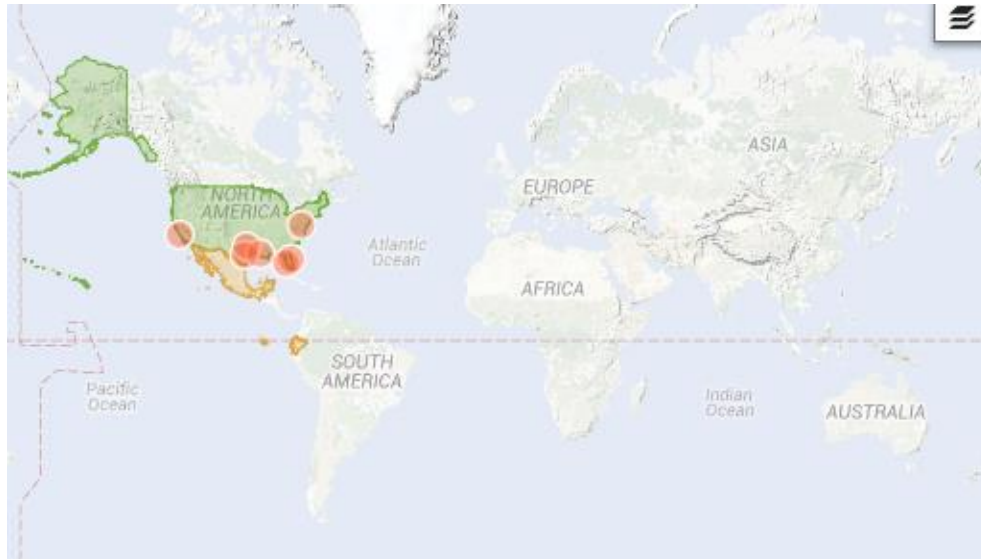 ASIA
EUROPE
NORTH
AMERICA
Atlantic
Ocean
AFRICA
SOUTH
AMERICA
Pacific
Ocean
Indian
Ocean
AUSTRALIA